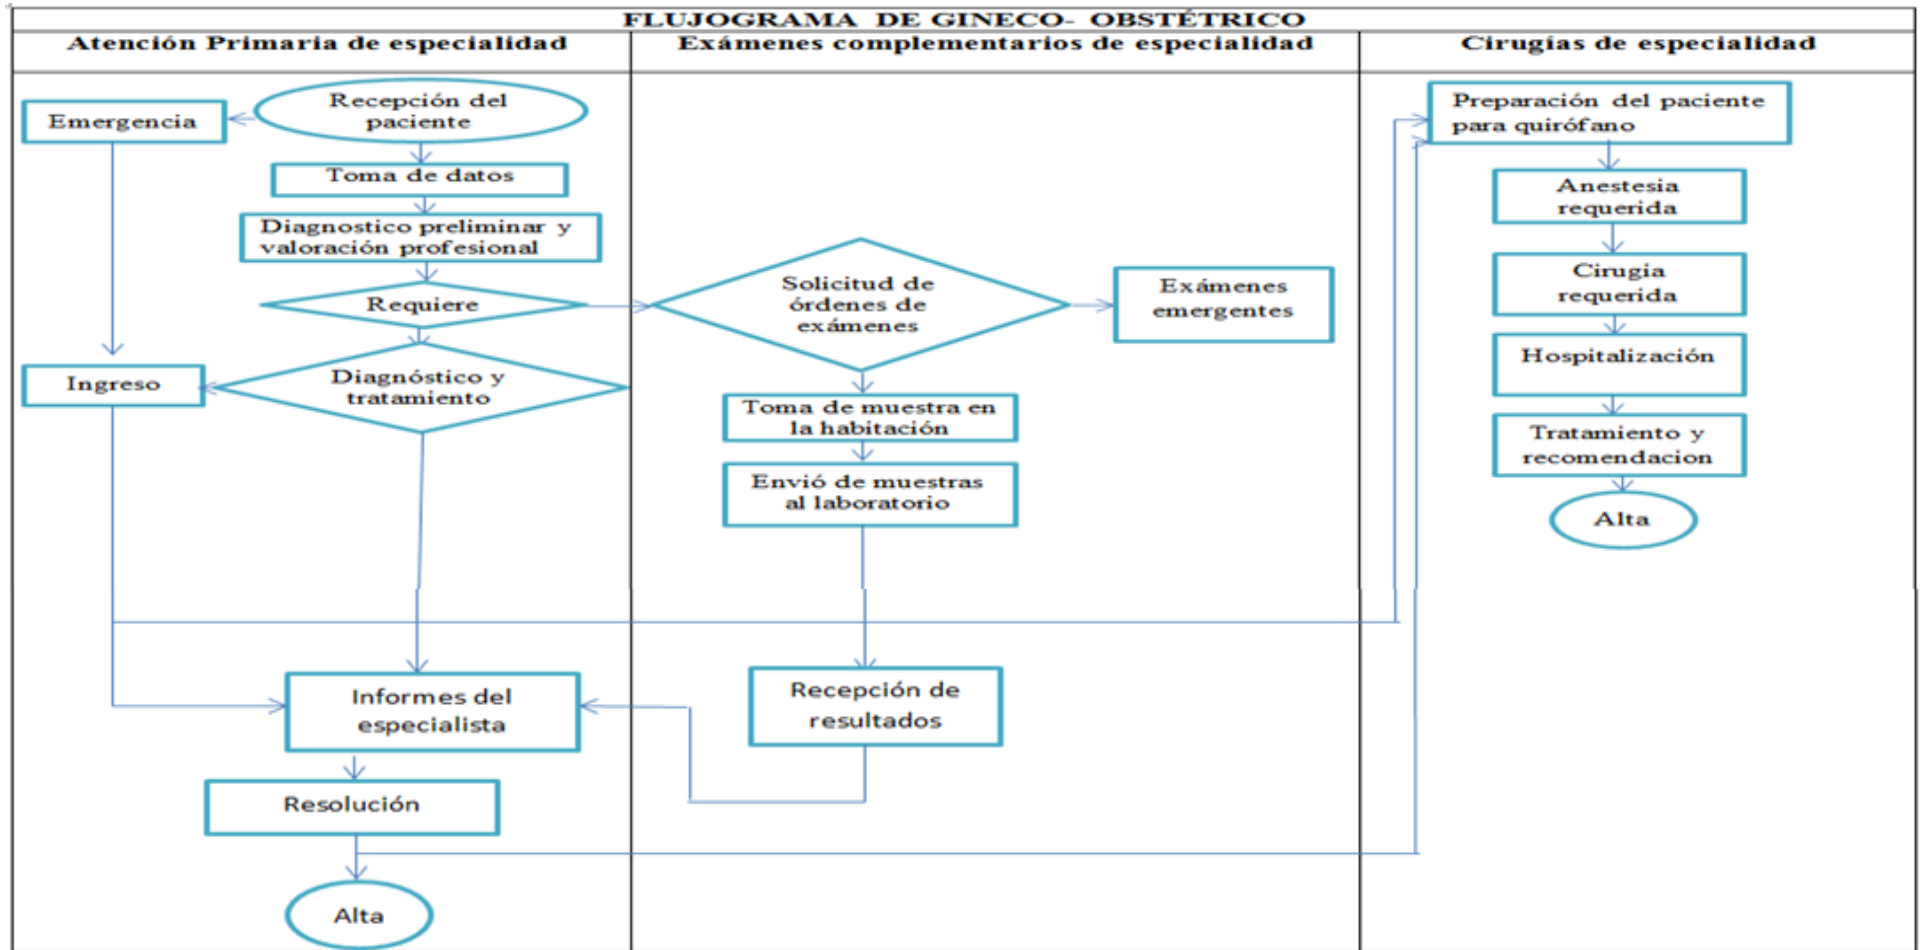 FLUJOGRAMA DE GINECO- OBSTÉTRICO
Atención Primaria de especialidad
Exámenes complementarios de especialidad
Cirugías de especialidad
Emergencia
Recepción del
paciente
Toma de datos
Diagnostico preliminar y
valoración profesional
Requiere
Ingreso
Diagnóstico y
tratamiento
Informes del
especialista
Resolución
Alta
Solicitud de
órdenes de
exámenes
Exámenes
emergentes
Toma de muestra en
la habitación
Envió de muestras
al laboratorio
Recepción de
resultados
Preparación del paciente
para quirófano
Anestesia
requerida
Cirugia
requerida
Hospitalización
Tratamiento y
recomendacion
Alta